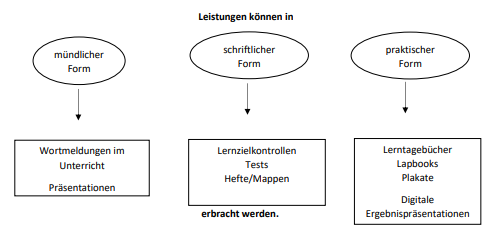 Leistungen können in
mündlicher
Form
schriftlicher
Form
praktischer
Form
Wortmeldungen im
Unterricht
Präsentationen
Lernzielkontrollen
Tests
Hefte/Mappen
Lerntagebücher
Lapbooks
Plakate
Digitale
Ergebnispräsentationen
erbracht werden.